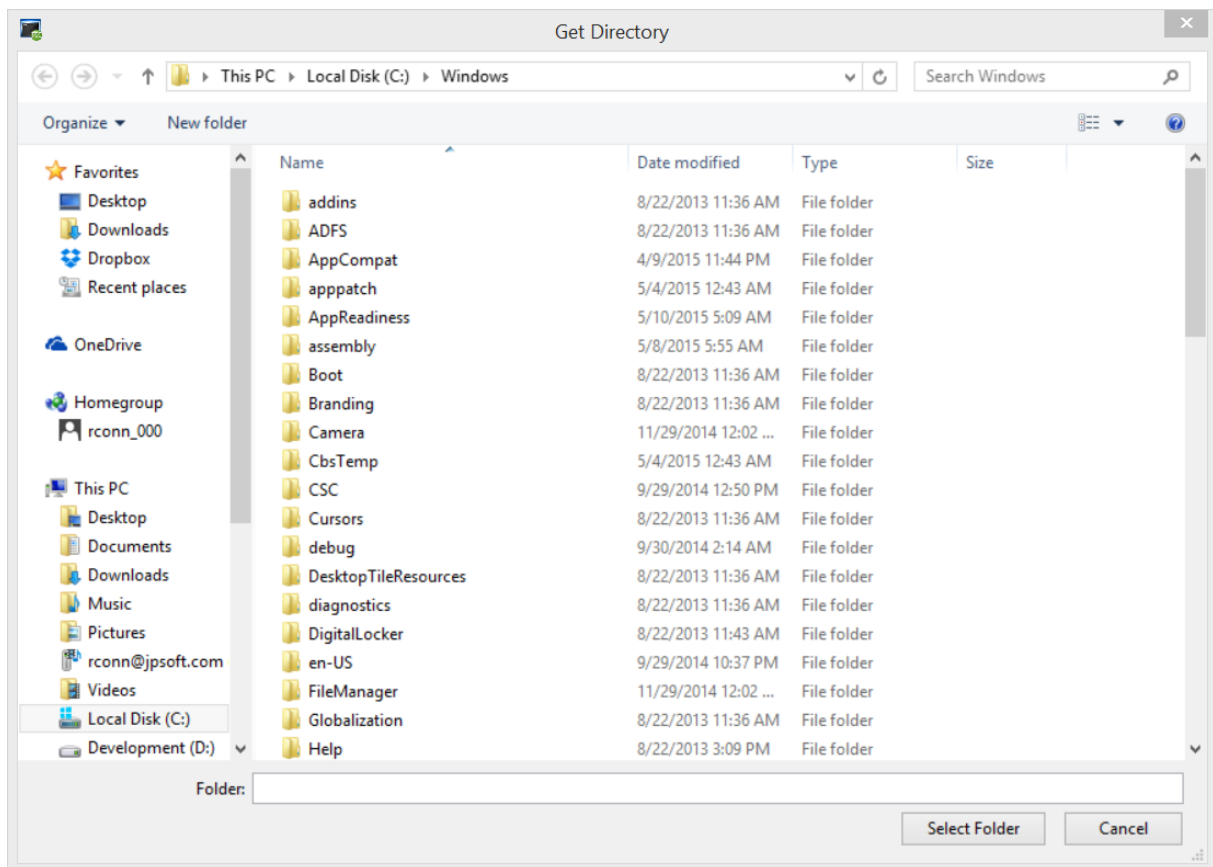 Get Directory
This PC Local Disk (C:) Windows
Search Windows
Organize New folder
Favorites
Desktop
Downloads
Dropbox
Recent places
OneDrive
Homegroup
rconn_000
This PC
Desktop
Documents
Downloads
Music
Pictures
rconn@jpsoft.com
Videos
Local Disk (C:)
Development (D:)
Name Date modified Type Size
addins 8/22/2013 11:36 AM File folder
ADFS 8/22/2013 11:36 AM File folder
AppCompat 4/9/2015 11:44 PM File folder
apppatch 5/4/2015 12:43 AM File folder
AppReadiness 5/10/2015 5:09 AM File folder
assembly 5/8/2015 5:55 AM File folder
Boot 8/22/2013 11:36 AM File folder
Branding 8/22/2013 11:36 AM File folder
Camera 11/29/2014 12:02 ... File folder
CbsTemp 5/4/2015 12:43 AM File folder
CSC 9/29/2014 12:50 PM File folder
Cursors 8/22/2013 11:36 AM File folder
debug 9/30/2014 2:14 AM File folder
DesktopTileResources 8/22/2013 11:36 AM File folder
diagnostics 8/22/2013 11:36 AM File folder
DigitalLocker 8/22/2013 11:43 AM File folder
en-US 9/29/2014 10:37 PM File folder
FileManager 11/29/2014 12:02 ... File folder
Globalization 8/22/2013 11:36 AM File folder
Help 8/22/2013 3:09 PM File folder
Folder:
Select Folder Cancel